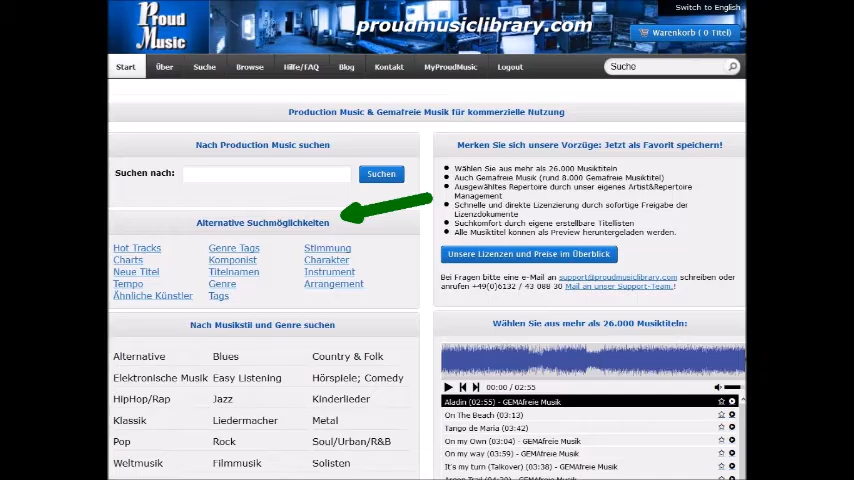 Proud
Music
proudmusiclibrary.com
Switch to English
Warenkorb ( 0 Titel)
Start Über Suche Browse Hilfe/FAQ Blog Kontakt MyProudMusic Logout
Suche
Production Music & Gemafreie Musik für kommerzielle Nutzung
Nach Production Music suchen
Suchen nach:
Suchen
Alternative Suchmöglichkeiten
Hot Tracks Genre Tags Stimmung
Charts Komponist Charakter
Neue Titel Titelnamen Instrument
Tempo Genre Arrangement
Ähnliche Künstler Tags
Nach Musikstil und Genre suchen
Alternative Blues Country & Folk
Elektronische Musik Easy Listening Hörspiele; Comedy
HipHop/Rap Jazz Kinderlieder
Klassik Liedermacher Metal
Pop Rock Soul/Urban/R&B
Weltmusik Filmmusik Solisten
Merken Sie sich unsere Vorzüge: Jetzt als Favorit speichern!
Wählen Sie aus mehr als 26.000 Musiktiteln
Auch Gemafreie Musik (rund 8.000 Gemafreie Musiktitel)
Ausgewähltes Repertoire durch unser eigenes Artist&Repertoire
Management
Schnelle und direkte Lizenzierung durch sofortige Freigabe der
Lizenzdokumente
Suchkomfort durch eigene erstellbare Titellisten
Alle Musiktitel können als Preview heruntergeladen werden.
Unsere Lizenzen und Preise im Überblick
Bei Fragen bitte eine e-Mail an support@proudmusiclibrary.com schreiben oder
anrufen +49(0)6132 / 43 088 30 Mail an unser Support-Team.!
Wählen Sie aus mehr als 26.000 Musiktiteln:
00:00 / 02:55
Aladin (02:55) - GEMAfreie Musik
On The Beach (03:13)
Tango de Maria (03:42)
On my Own (03:04) - GEMAfreie Musik
On my way (03:59) - GEMAfreie Musik
It's my turn (Talkover) (03:38) - GEMAfreie Musik